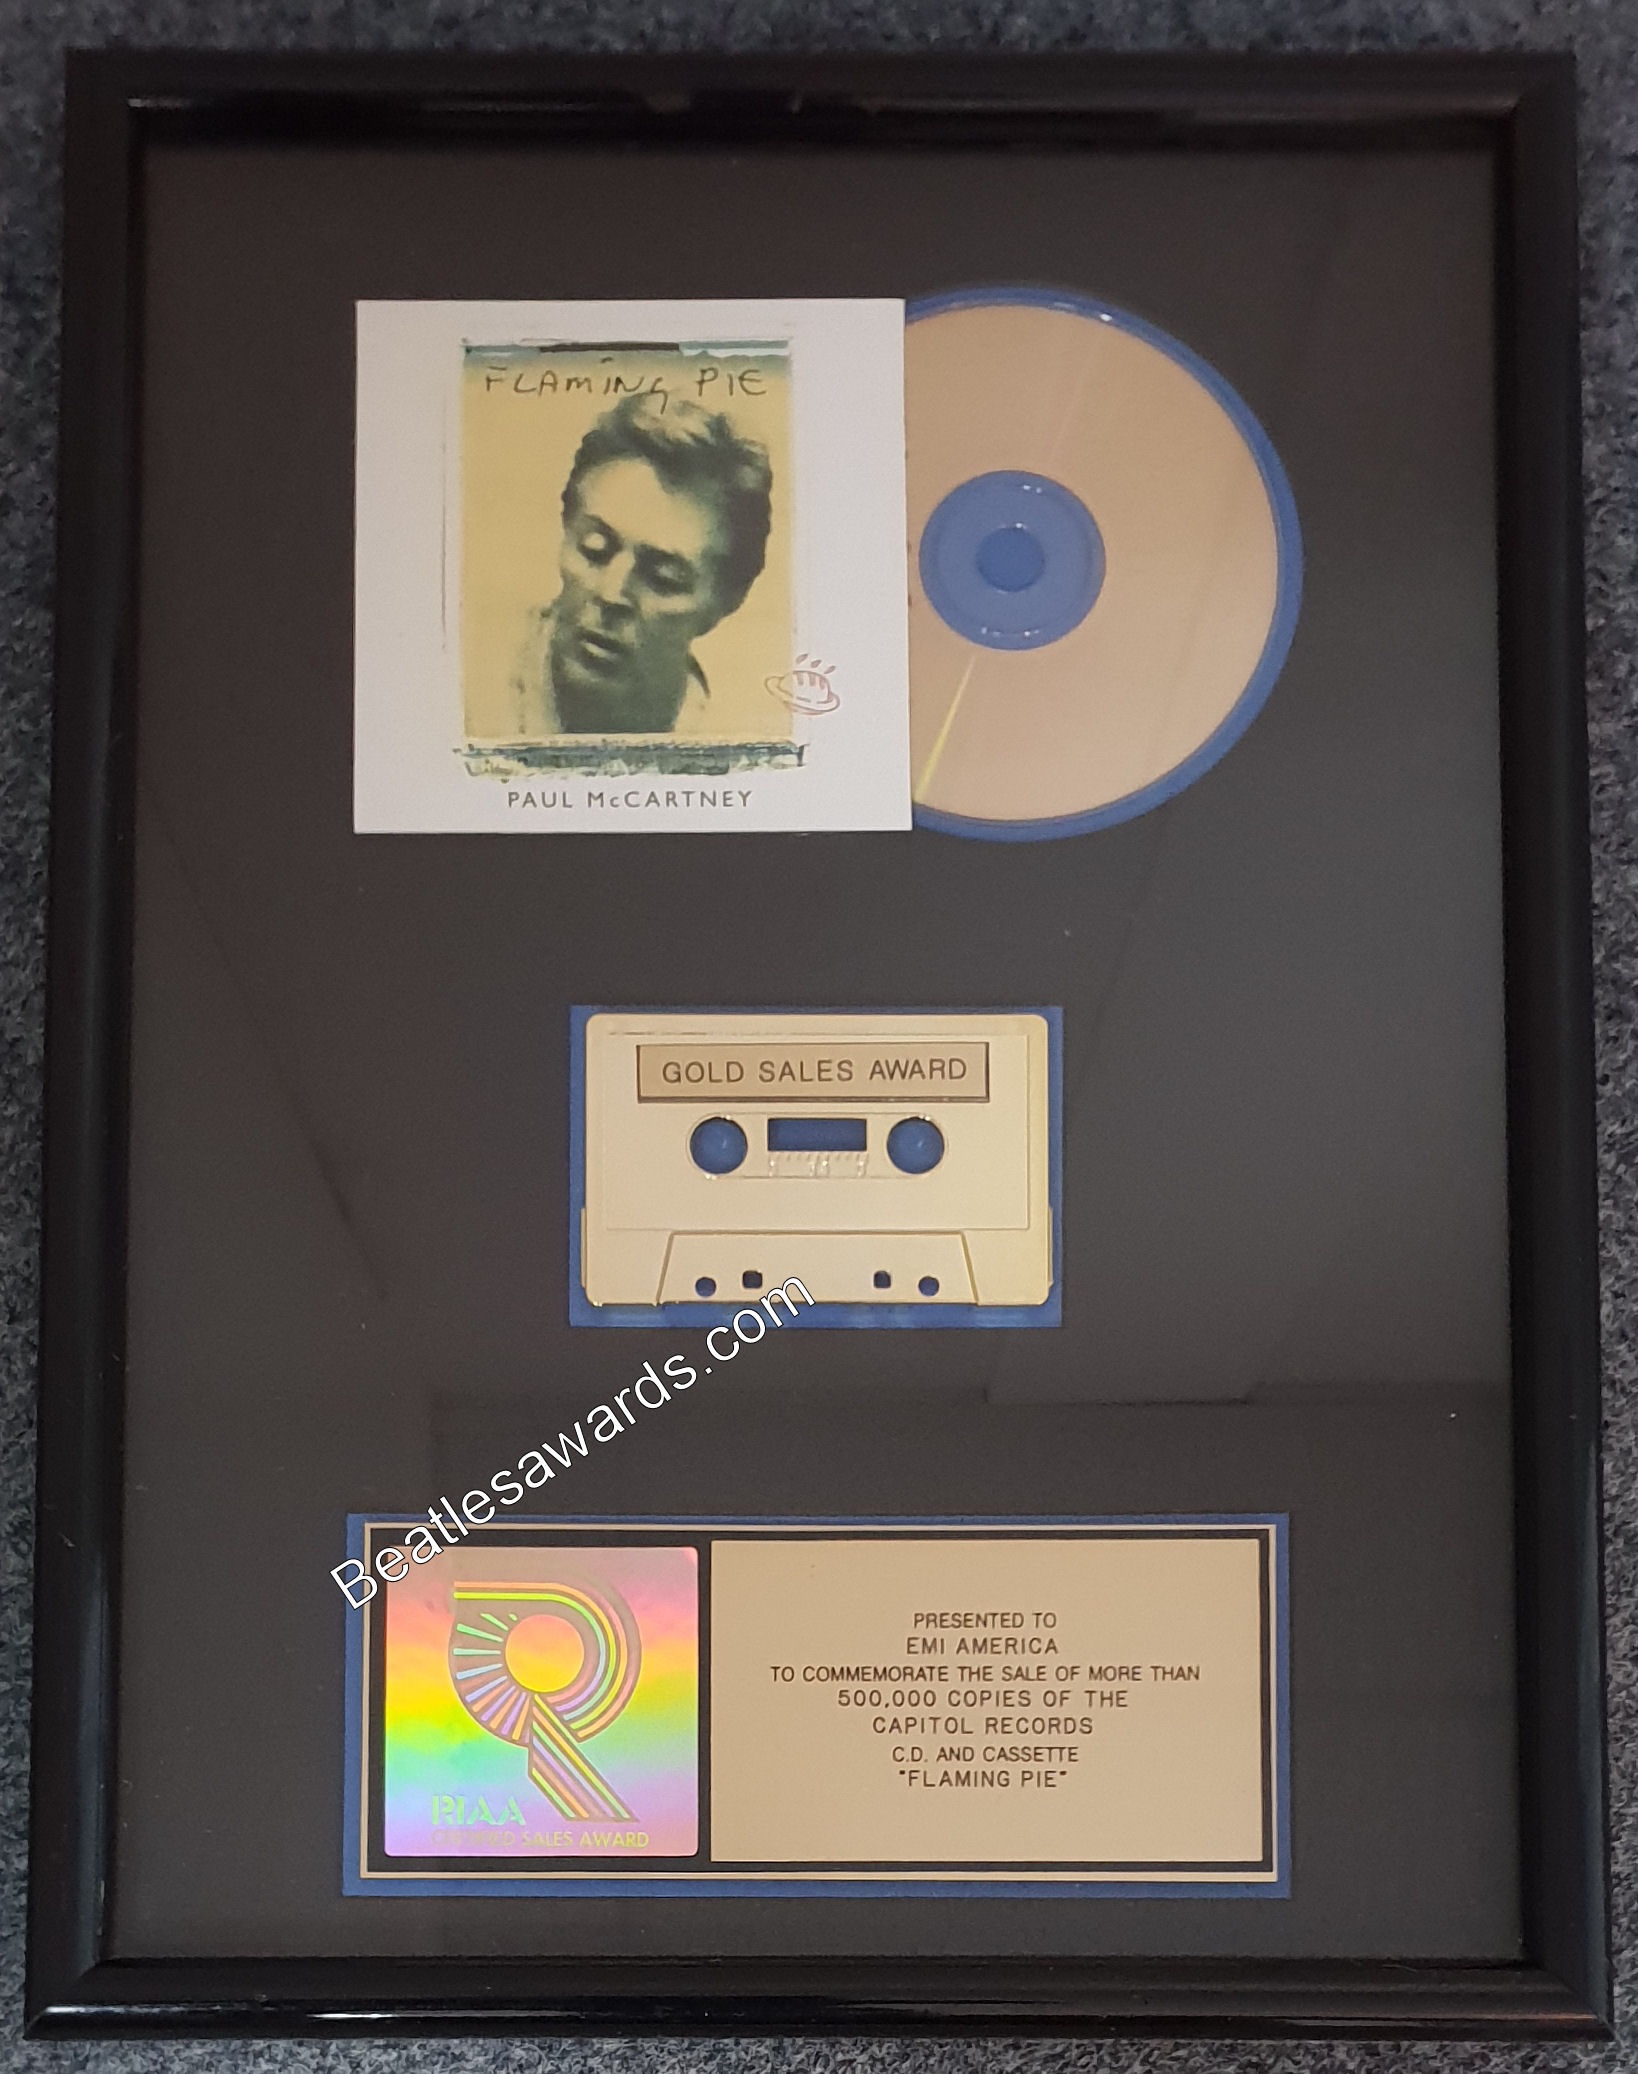 FLAMING PIE
PAUL McCARTNEY
GOLD SALES AWARD
Beatlesawards.com
RIAA
CERTIFIED SALES AWARD
PRESENTED TO
EMI AMERICA
TO COMMEMORATE THE SALE OF MORE THAN
500,000 COPIES OF THE
CAPITOL RECORDS
C.D. AND CASSETTE
"FLAMING PIE"